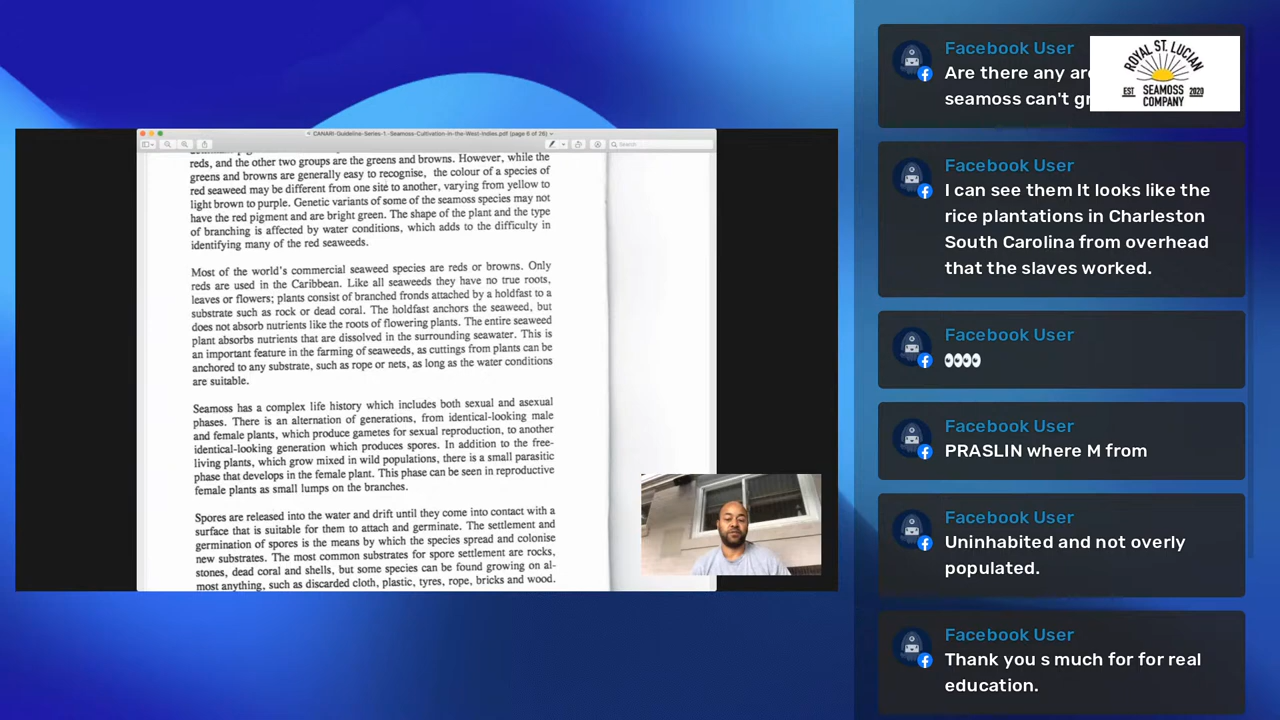 CANARI-Guideline-Series-1.-Seamoss-Cultivation-in-the-West-Indies.pdf (page 6 of 26)
Search
reds, and the other two groups are the greens and browns. However, while the
greens and browns are generally easy to recognise, the colour of a species of
red seaweed may be different from one site to another, varying from yellow to
light brown to purple. Genetic variants of some of the seamoss species may not
have the red pigment and are bright green. The shape of the plant and the type
of branching is affected by water conditions, which adds to the difficulty in
identifying many of the red seaweeds.
Most of the world's commercial seaweed species are reds or browns. Only
reds are used in the Caribbean. Like all seaweeds they have no true roots,
leaves or flowers; plants consist of branched fronds attached by a holdfast to a
substrate such as rock or dead coral. The holdfast anchors the seaweed, but
does not absorb nutrients like the roots of flowering plants. The entire seaweed
plant absorbs nutrients that are dissolved in the surrounding seawater. This is
an important feature in the farming of seaweeds, as cuttings from plants can be
anchored to any substrate, such as rope or nets, as long as the water conditions
are suitable.
Seamoss has a complex life history which includes both sexual and asexual
phases. There is an alternation of generations, from identical-looking male
and female plants, which produce gametes for sexual reproduction, to another
identical-looking generation which produces spores. In addition to the free-
living plants, which grow mixed in wild populations, there is a small parasitic
phase that develops in the female plant. This phase can be seen in reproductive
female plants as small lumps on the branches.
Spores are released into the water and drift until they come into contact with a
surface that is suitable for them to attach and germinate. The settlement and
germination of spores is the means by which the species spread and colonise
new substrates. The most common substrates for spore settlement are rocks,
stones, dead coral and shells, but some species can be found growing on al-
most anything, such as discarded cloth, plastic, tyres, rope, bricks and wood.
Facebook User
Are there any
seamoss can't
ROYAL ST. LUCIAN
EST 2020
SEAMOSS
COMPANY
Facebook User
I can see them It looks like the
rice plantations in Charleston
South Carolina from overhead
that the slaves worked.
Facebook User
Facebook User
PRASLIN where M from
Facebook User
Uninhabited and not overly
populated.
Facebook User
Thank you s much for for real
education.